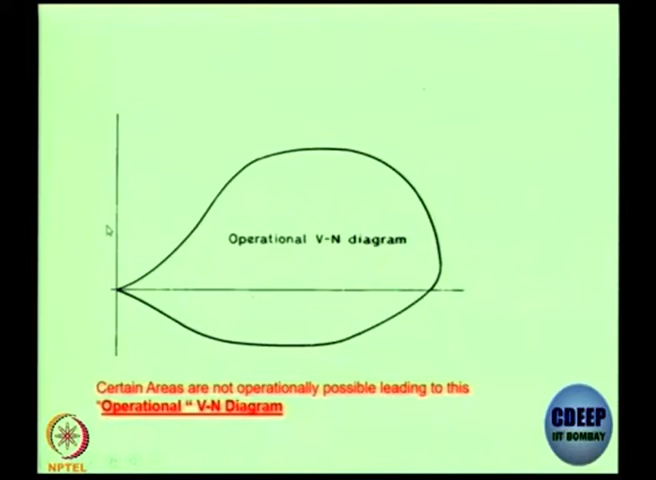 Operational V-N diagram
Certain Areas are not operationally possible leading to this
"Operational " V-N Diagram
NPTEL
CDEEP
IIT BOMBAY